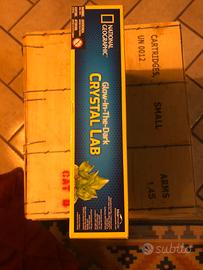 NATIONAL
GEOGRAPHIC
Glow-In-The-Dark
CRYSTAL LAB
CARTRIDGES,
UN 0012
SMALL
ARMS
1.4S
CAT
subito